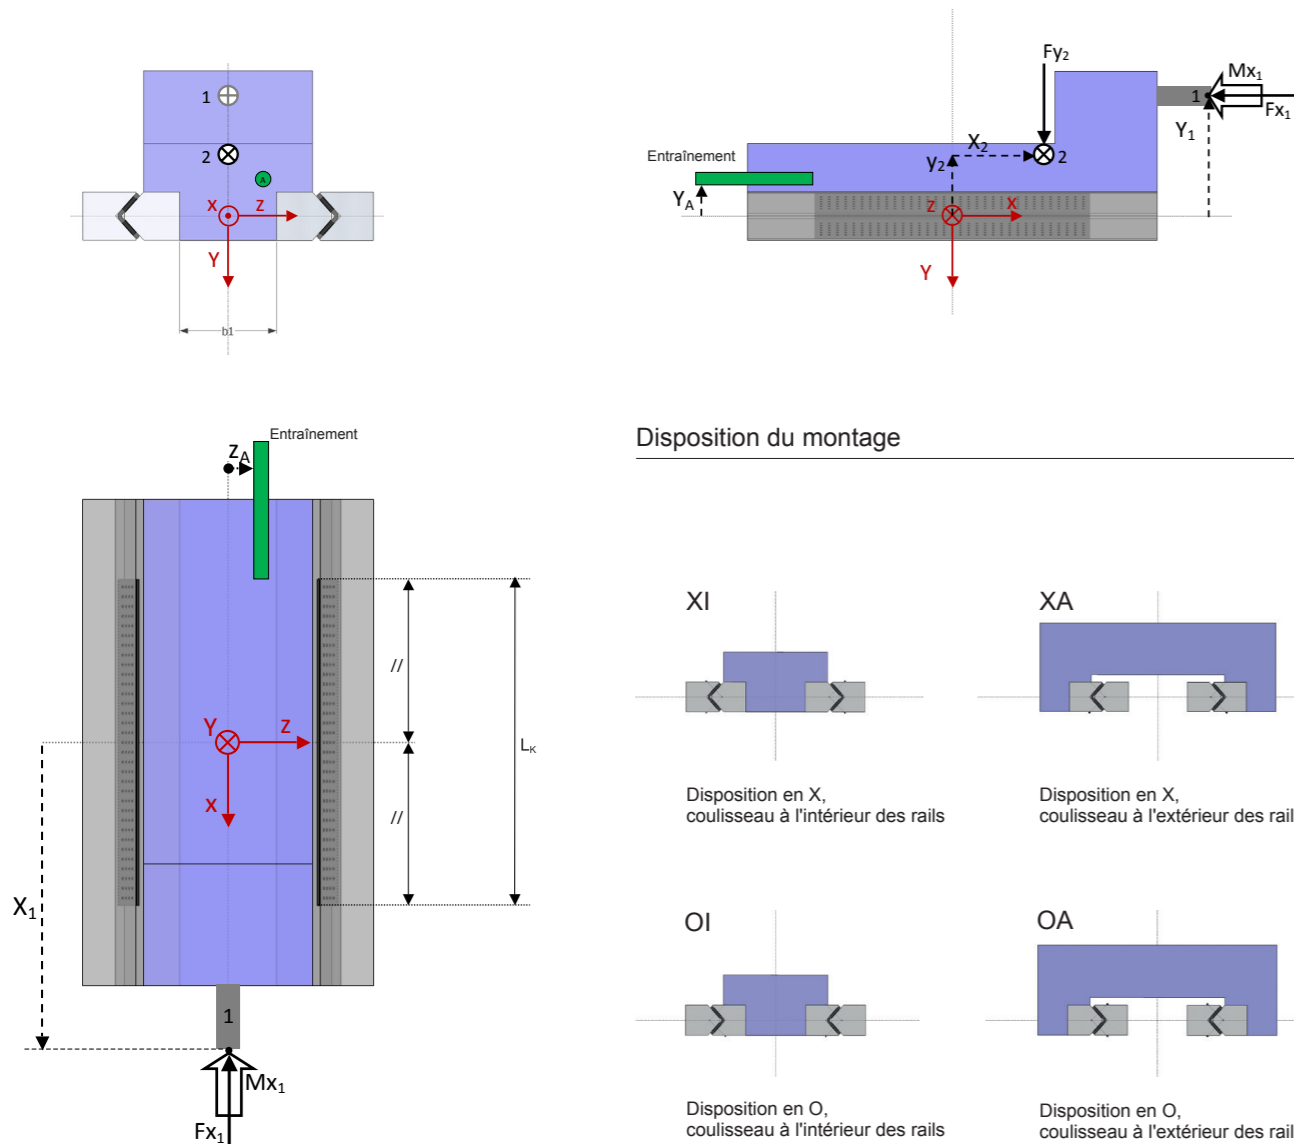 1
2
A
x
z
Y
b1
Fy2
Mx1
1
Fx1
Y1
X2
2
y2
Entraînement
YA
z
x
Y
Entraînement
zA
//
Y
z
LK
x
//
X1
1
Mx1
Fx1
Disposition du montage
XI
XA
Disposition en X,
coulisseau à l'intérieur des rails
Disposition en X,
coulisseau à l'extérieur des rail
OI
OA
Disposition en O,
coulisseau à l'intérieur des rails
Disposition en O,
coulisseau à l'extérieur des rail